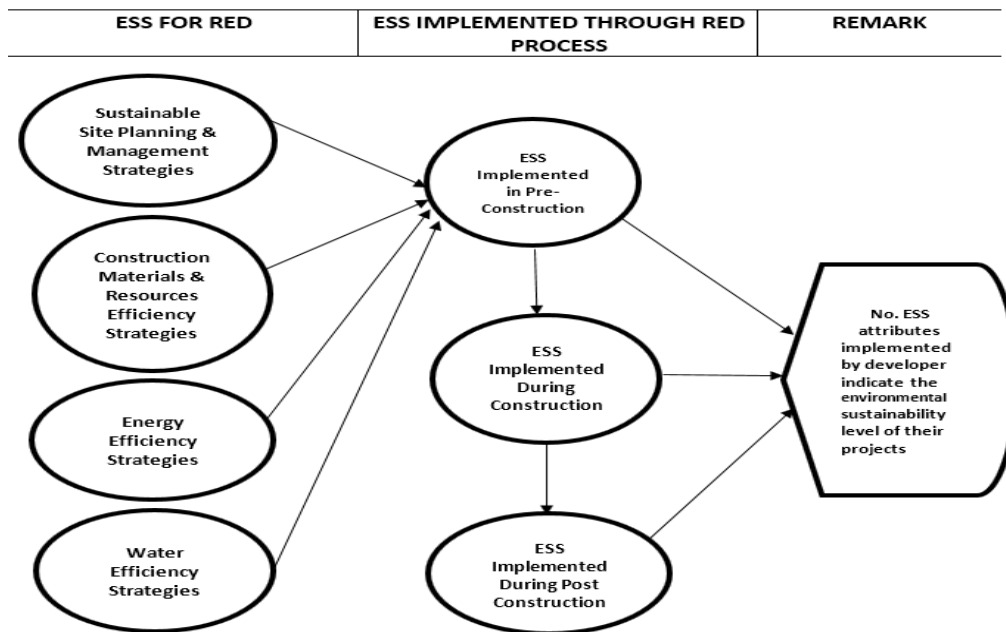 ESS FOR RED
ESS IMPLEMENTED THROUGH RED
PROCESS
REMARK
Sustainable
Site Planning &
Management
Strategies
Construction
Materials &
Resources
Efficiency
Strategies
Energy
Efficiency
Strategies
Water
Efficiency
Strategies
ESS
Implemented
in Pre-
Construction
ESS
Implemented
During
Construction
ESS
Implemented
During Post
Construction
No. ESS
attributes
implemented
by developer
indicate the
environmental
sustainability
level of their
projects